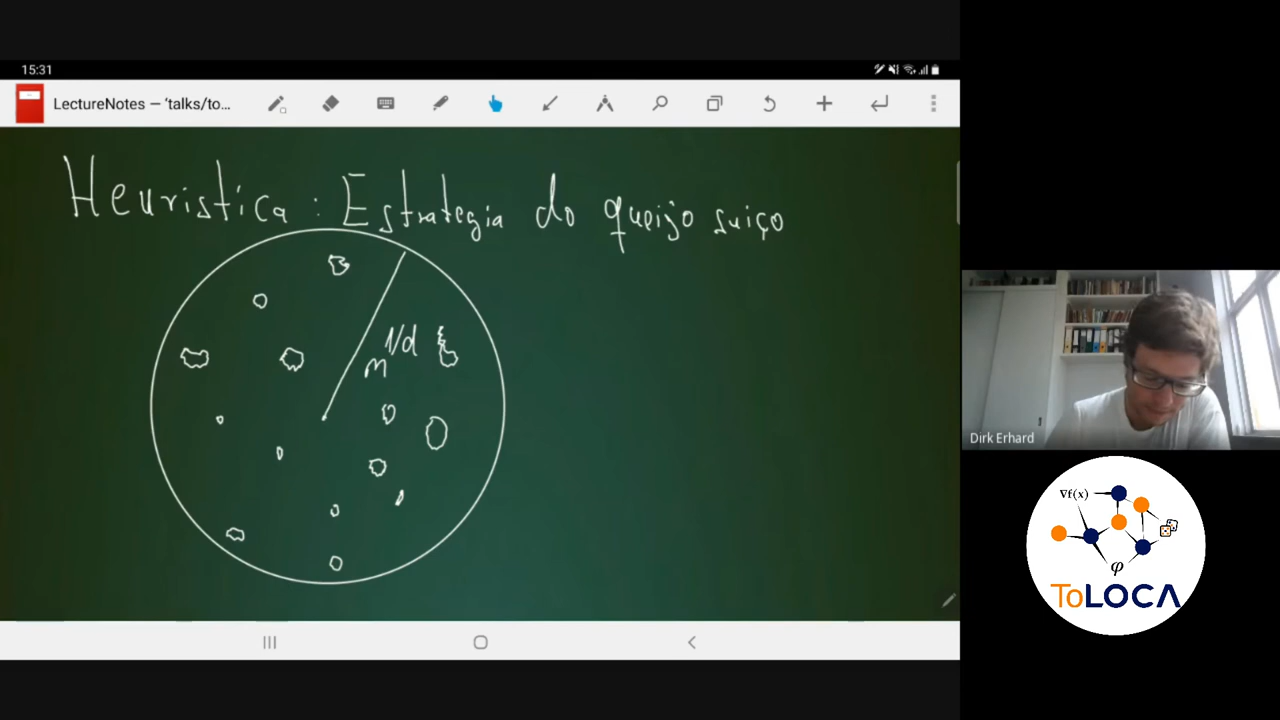 15:31
LectureNotes — ‘talks/to...
Heuristica : Estrategia do queijo suiço
n^1/d
Dirk Erhard
∇f(x)
φ
ToLOCA